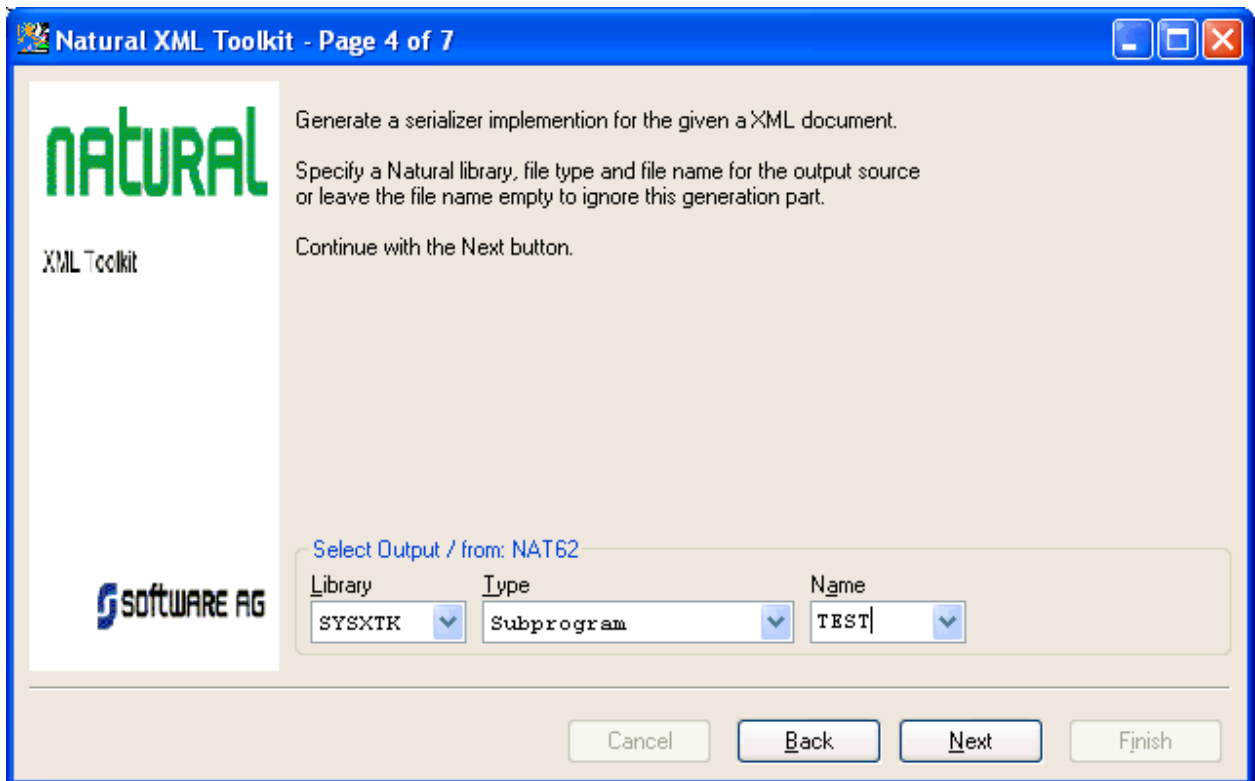 Natural XML Toolkit - Page 4 of 7
natural
XML Toolkit
Generate a serializer implemention for the given a XML document.
Specify a Natural library, file type and file name for the output source
or leave the file name empty to ignore this generation part.
Continue with the Next button.
Select Output / from: NAT62
Library Type Name
SYSXTK Subprogram TEST
software AG
Cancel Back Next Finish